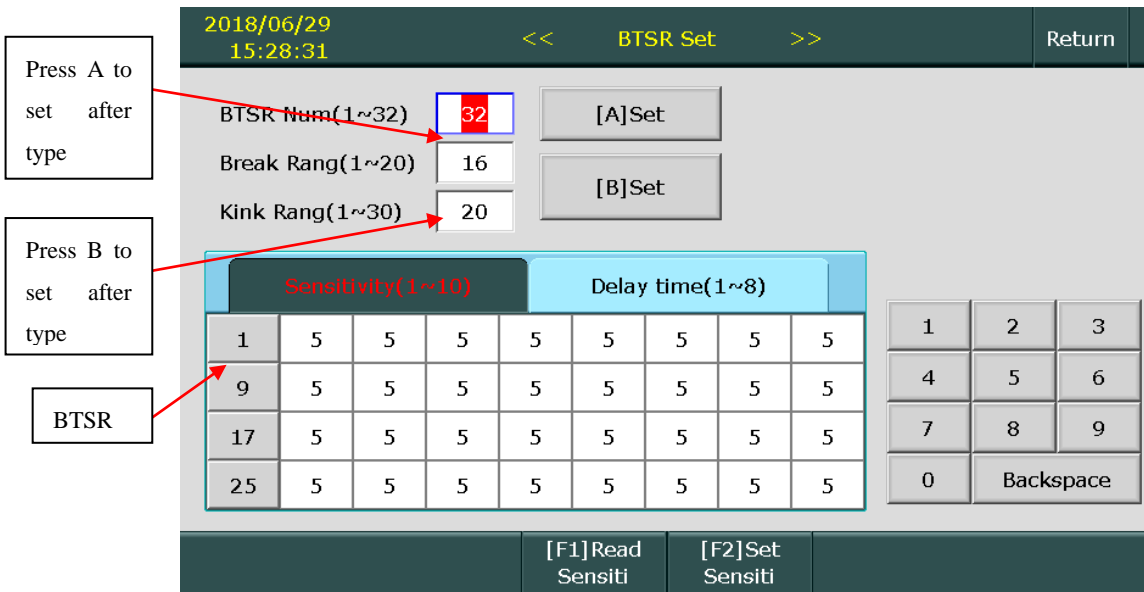 2018/06/29
15:28:31
<< BTSR Set >>
Return
Press A to
set after
type
BTSR Num(1~32) 32 [A]Set
Break Rang(1~20) 16
[B]Set
Kink Rang(1~30) 20
Press B to
set after
type
Sensitivity(1~10) Delay time(1~8)
1 5 5 5 5 5 5 5 5
9 5 5 5 5 5 5 5 5
17 5 5 5 5 5 5 5 5
25 5 5 5 5 5 5 5 5
BTSR
1 2 3
4 5 6
7 8 9
0 Backspace
[F1]Read
Sensiti
[F2]Set
Sensiti